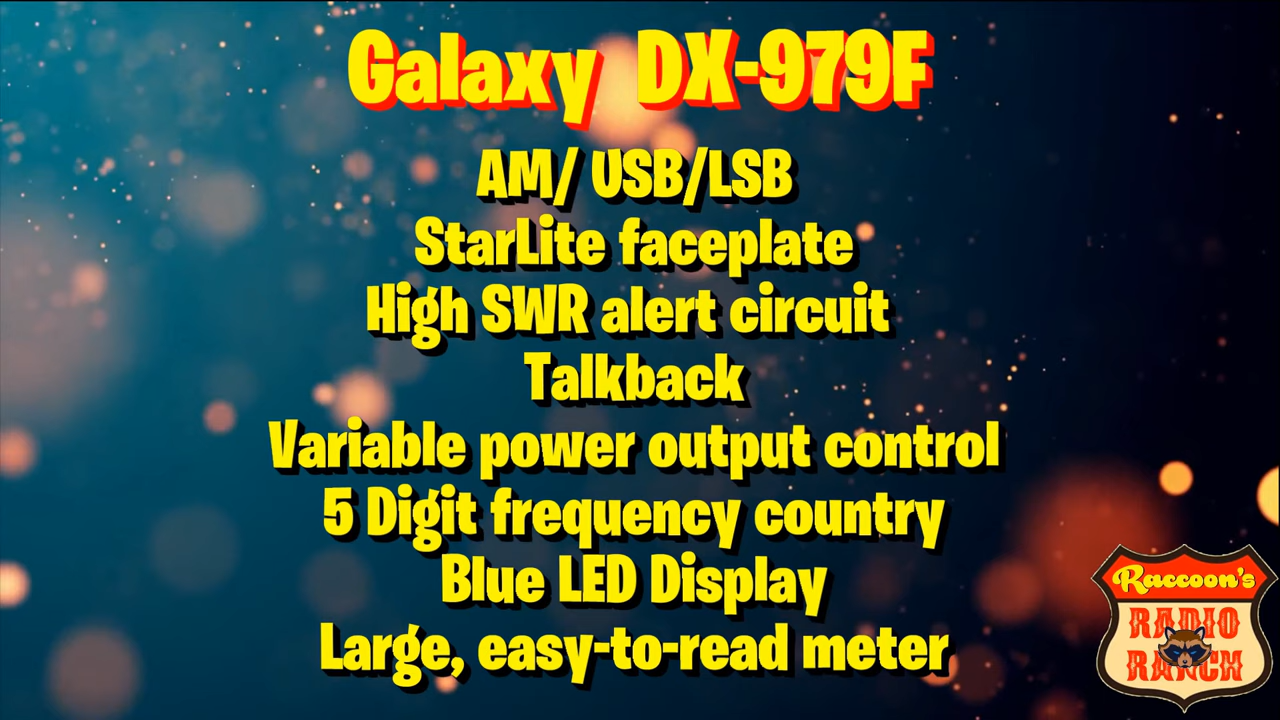 Galaxy DX-979F
AM/ USB/LSB
StarLite faceplate
High SWR alert circuit
Talkback
Variable power output control
5 Digit frequency country
Blue LED Display
Large, easy-to-read meter
Raccoon's
RADIO
RANCH